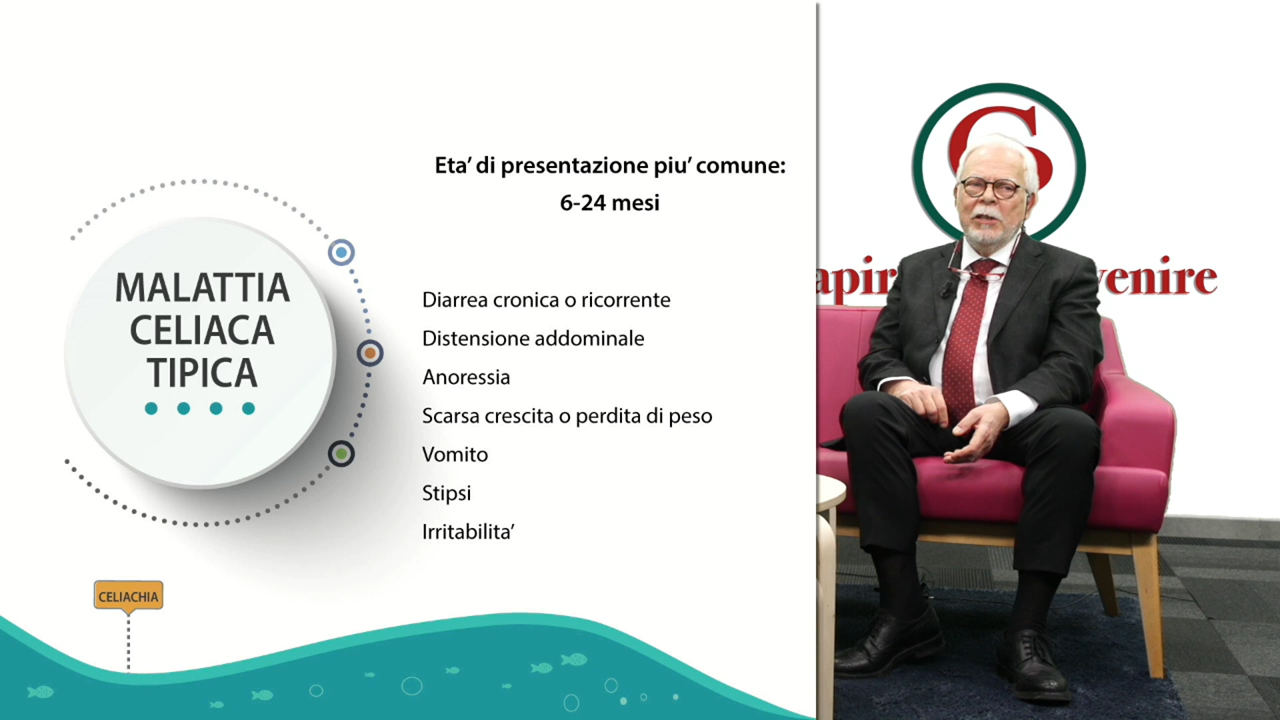 Eta’ di presentazione piu’ comune:
6-24 mesi
MALATTIA
CELIACA
TIPICA
Diarrea cronica o ricorrente
Distensione addominale
Anoressia
Scarsa crescita o perdita di peso
Vomito
Stipsi
Irritabilita’
CELIACHIA